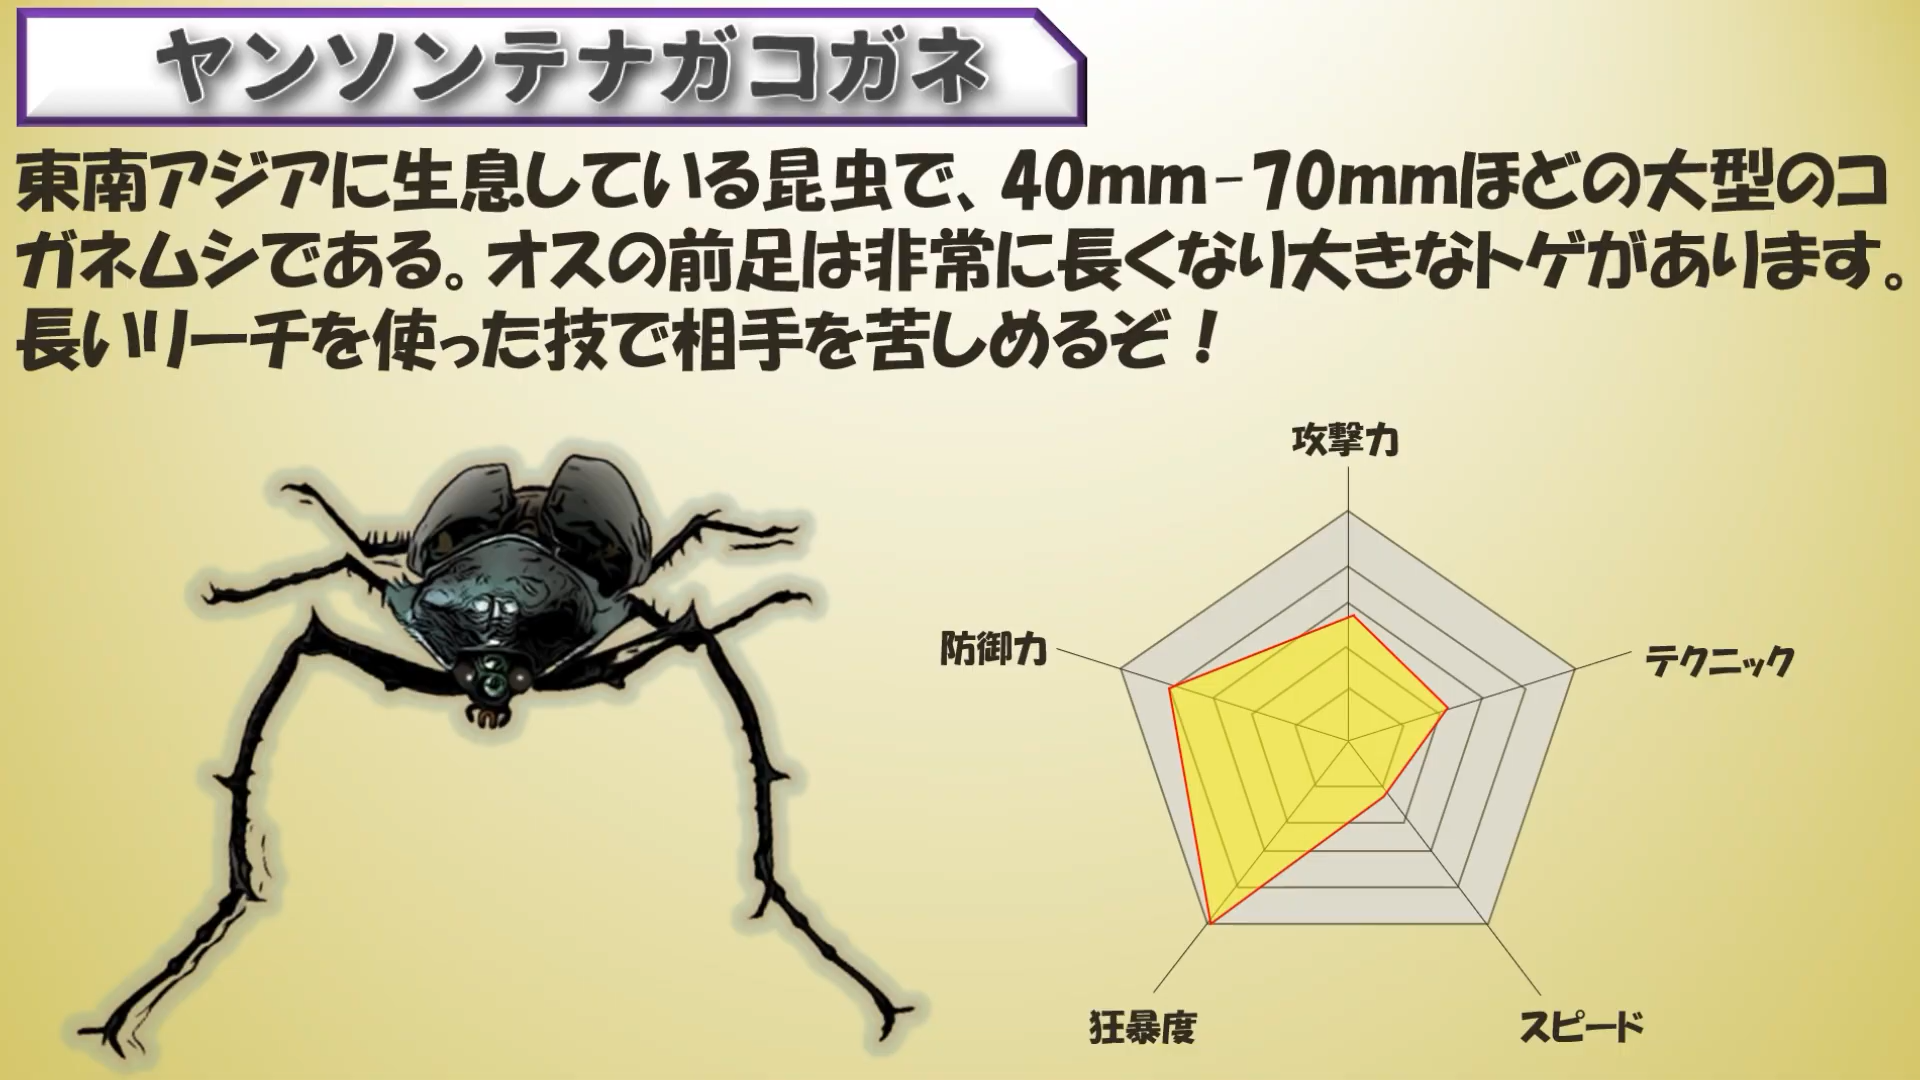 ヤンソンテナガコガネ
東南アジアに生息している昆虫で、40mm-70mmほどの大型のコ
ガネムシである。オスの前足は非常に長くなり大きなトゲがあります。
長いリーチを使った技で相手を苦しめるぞ！
攻撃力
防御力
テクニック
狂暴度
スピード